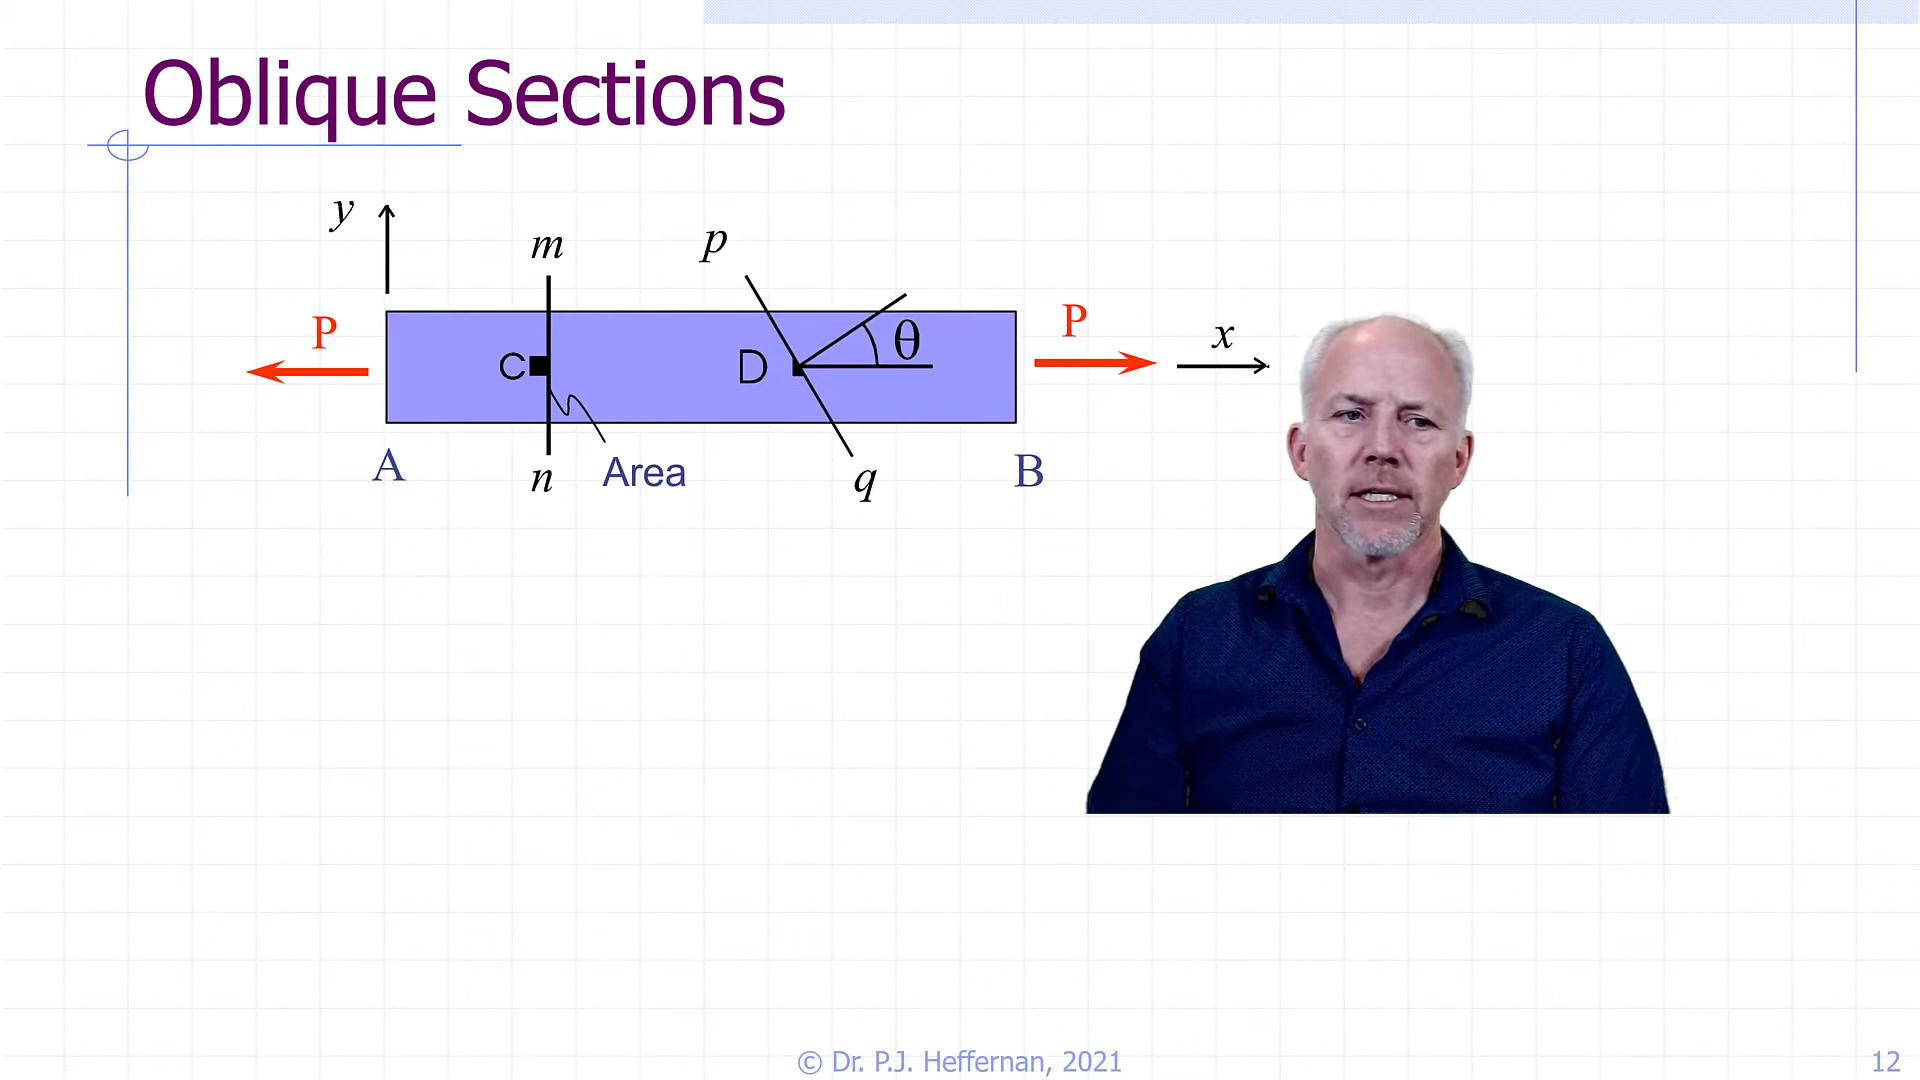 Oblique Sections
y
m
p
P
P
x
C
D
θ
A
n
Area
q
B
© Dr. P.J. Heffernan, 2021
12